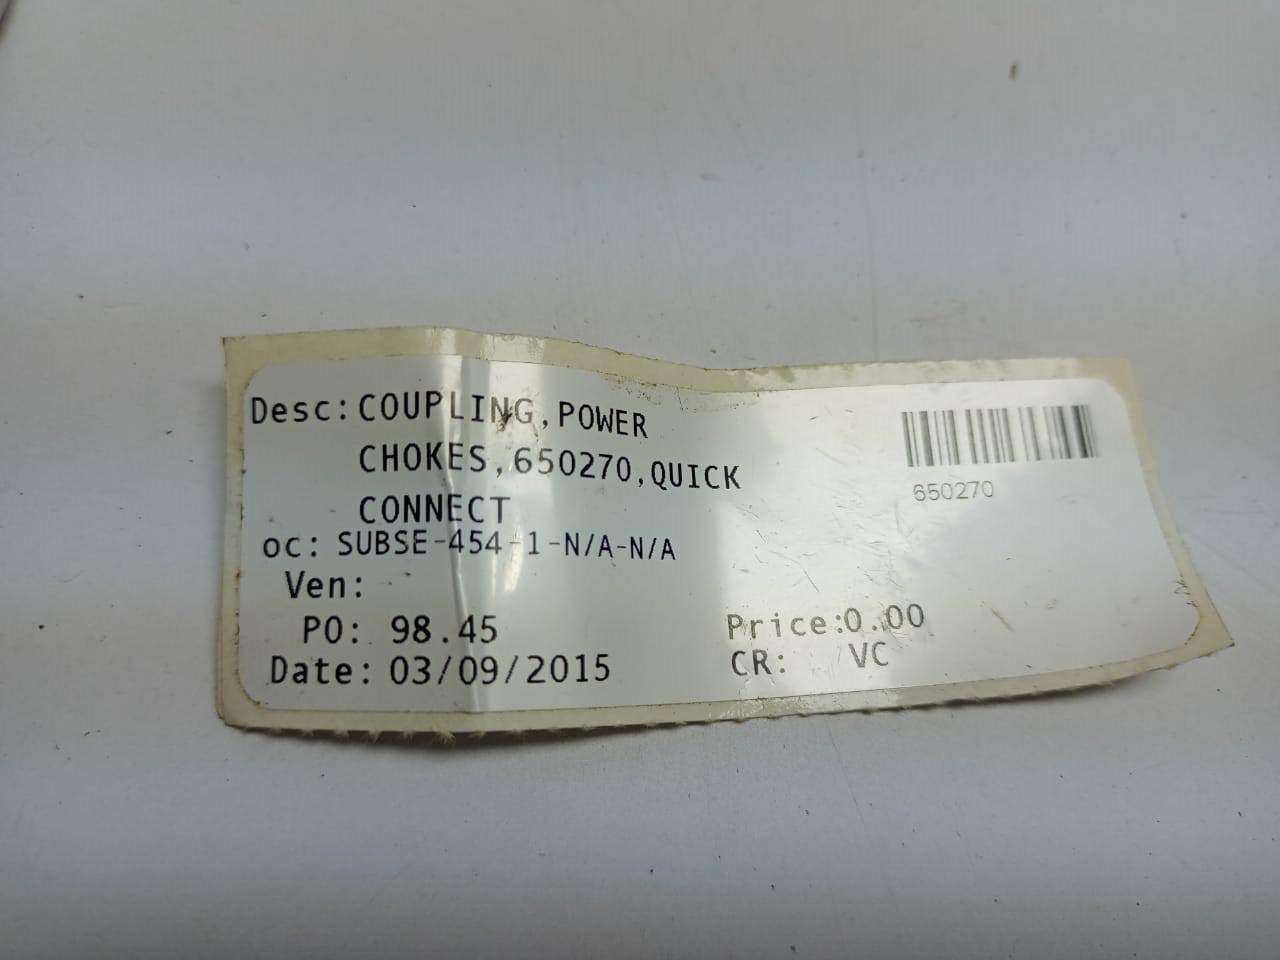 Desc:COUPLING,POWER
CHOKES,650270,QUICK
CONNECT
oc: SUBSE-454-1-N/A-N/A
Ven:
PO: 98.45
Date: 03/09/2015
650270
Price:0.00
CR: VC